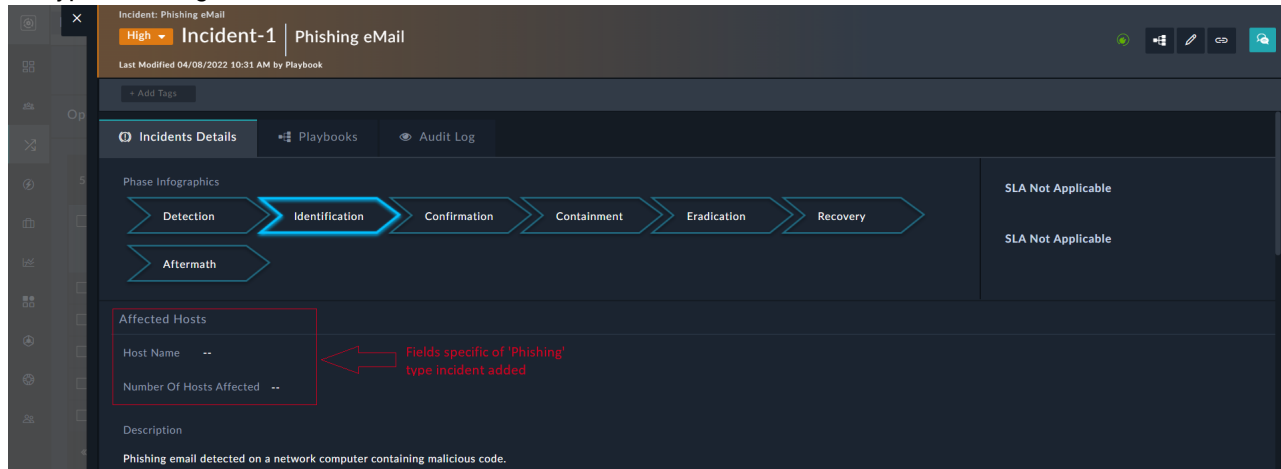 Incident: Phishing eMail
High Incident-1 | Phishing eMail
Last Modified 04/08/2022 10:31 AM by Playbook
+ Add Tags
Op
Incidents Details
Playbooks
Audit Log
Phase Infographics
Detection
Identification
Confirmation
Containment
Eradication
Recovery
Aftermath
SLA Not Applicable
SLA Not Applicable
Affected Hosts
Host Name --
Number Of Hosts Affected --
Fields specific of 'Phishing'
type incident added
Description
Phishing email detected on a network computer containing malicious code.